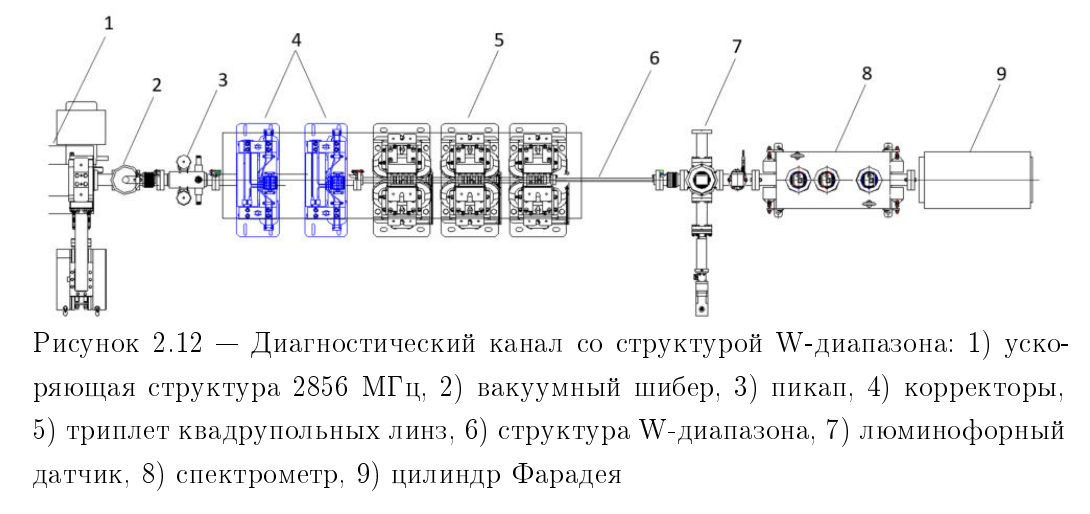 1
2
3
4
5
6
7
8
9
Рисунок 2.12 — Диагностический канал со структурой W-диапазона: 1) уско-
ряющая структура 2856 МГц, 2) вакуумный шибер, 3) пикап, 4) корректоры,
5) триплет квадрупольных линз, 6) структура W-диапазона, 7) люминофорный
датчик, 8) спектрометр, 9) цилиндр Фарадея